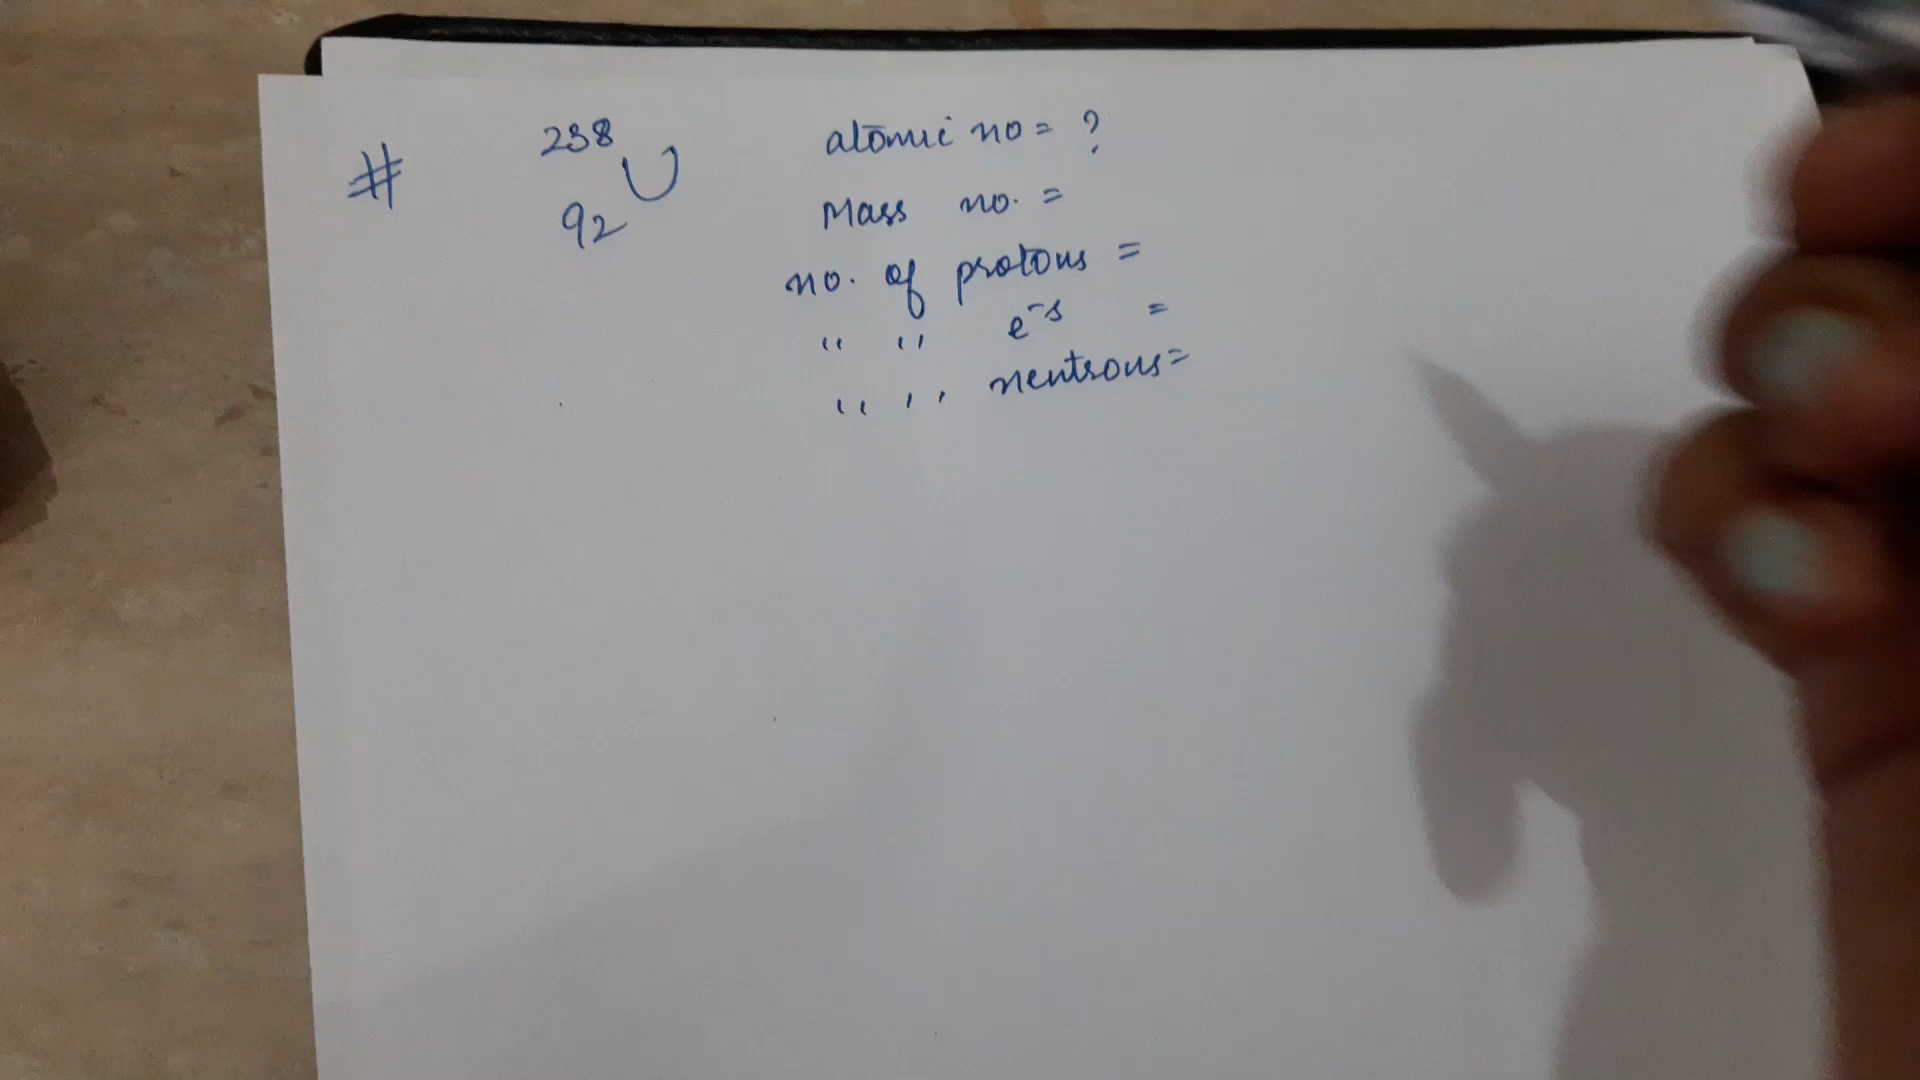 # 238 92 U
atomic no = ?
Mass no. =
no. of protons =
" " e-s =
" " neutrons =